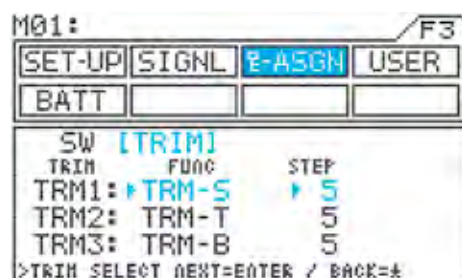 M01: F3
SET-UP SIGNL -ASGN USER
BATT
SW [TRIM]
TRIM FUNC STEP
TRM1: TRM-S 5
TRM2: TRM-T 5
TRM3: TRM-B 5
>TRIM SELECT NEXT=ENTER / BACK=